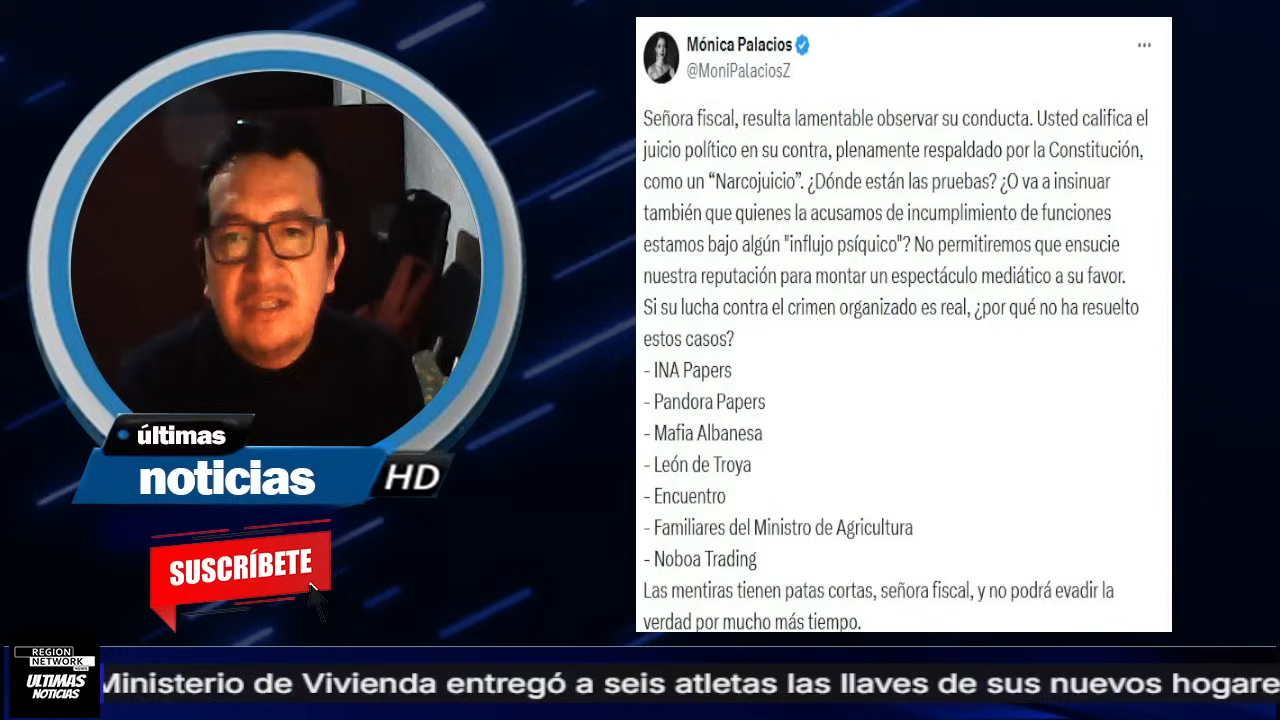 Mónica Palacios
@MoniPalaciosZ
Señora fiscal, resulta lamentable observar su conducta. Usted califica el
juicio político en su contra, plenamente respaldado por la Constitución,
como un “Narcojuicio”. ¿Dónde están las pruebas? ¿O va a insinuar
también que quienes la acusamos de incumplimiento de funciones
estamos bajo algún "influjo psíquico"? No permitiremos que ensucie
nuestra reputación para montar un espectáculo mediático a su favor.
Si su lucha contra el crimen organizado es real, ¿por qué no ha resuelto
estos casos?
- INA Papers
- Pandora Papers
- Mafia Albanesa
- León de Troya
- Encuentro
- Familiares del Ministro de Agricultura
- Noboa Trading
Las mentiras tienen patas cortas, señora fiscal, y no podrá evadir la
verdad por mucho más tiempo.
últimas
noticias HD
SUSCRÍBETE
REGION
NETWORK
NEWS
ULTIMAS
NOTICIAS
Ministerio de Vivienda entregó a seis atletas las llaves de sus nuevos hogare